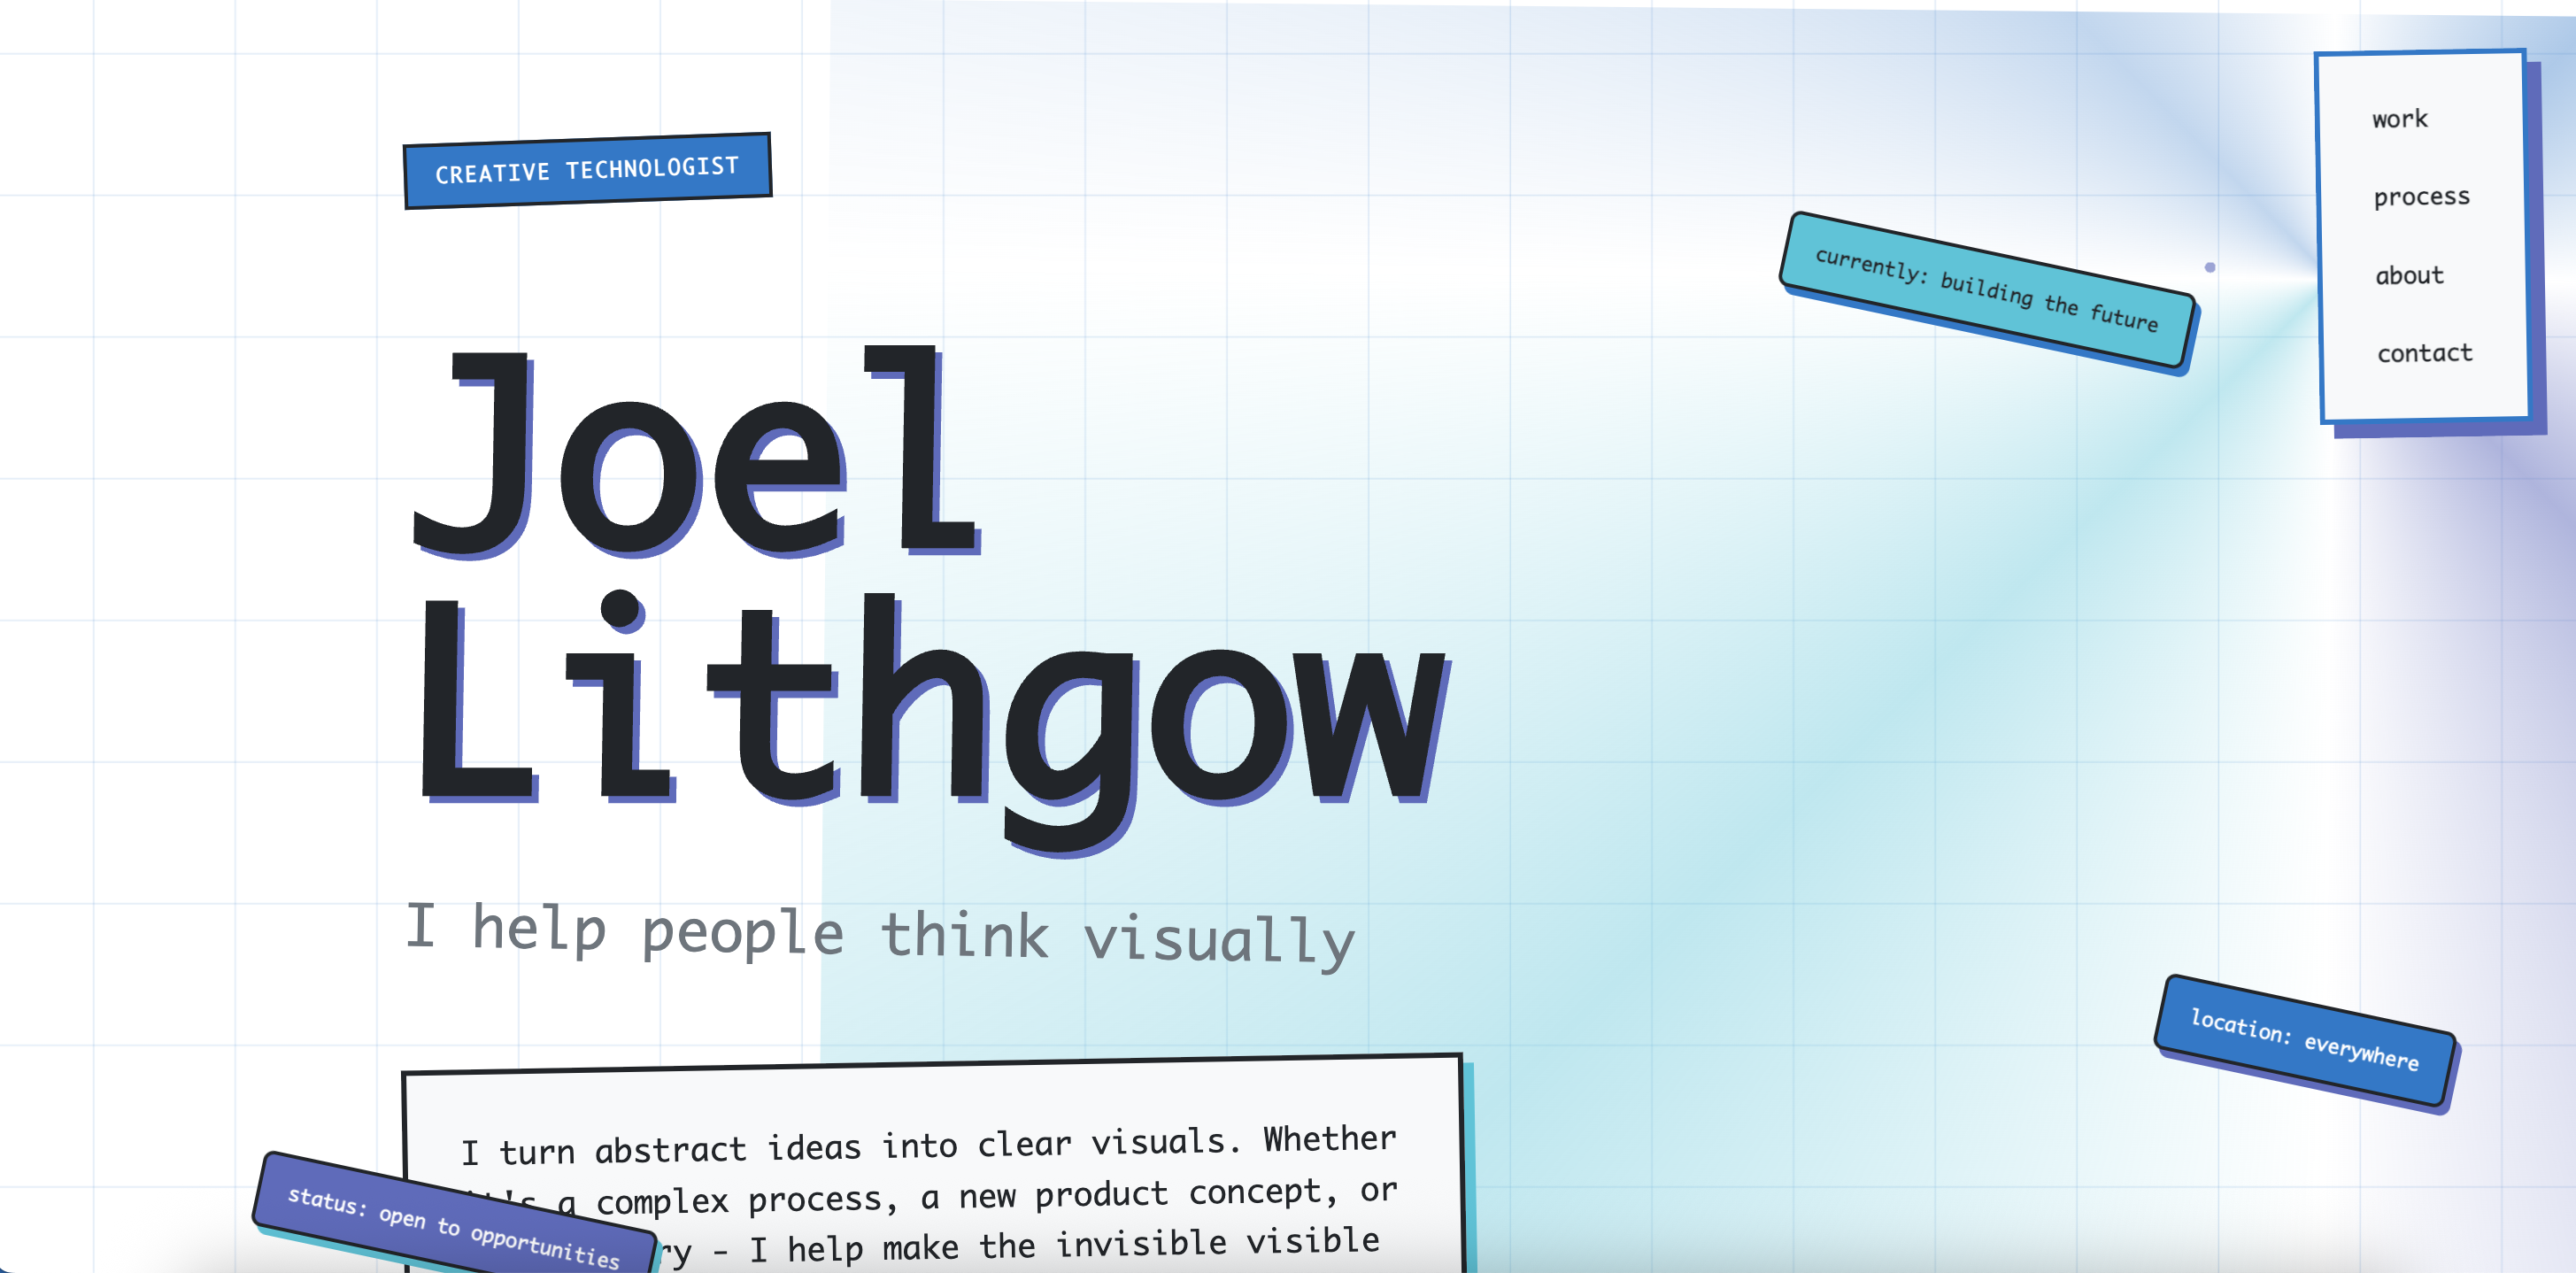 CREATIVE TECHNOLOGIST
work
process
about
contact
currently: building the future
Joel
Lithgow
I help people think visually
location: everywhere
I turn abstract ideas into clear visuals. Whether
a complex process, a new product concept, or
- I help make the invisible visible
status: open to opportunities